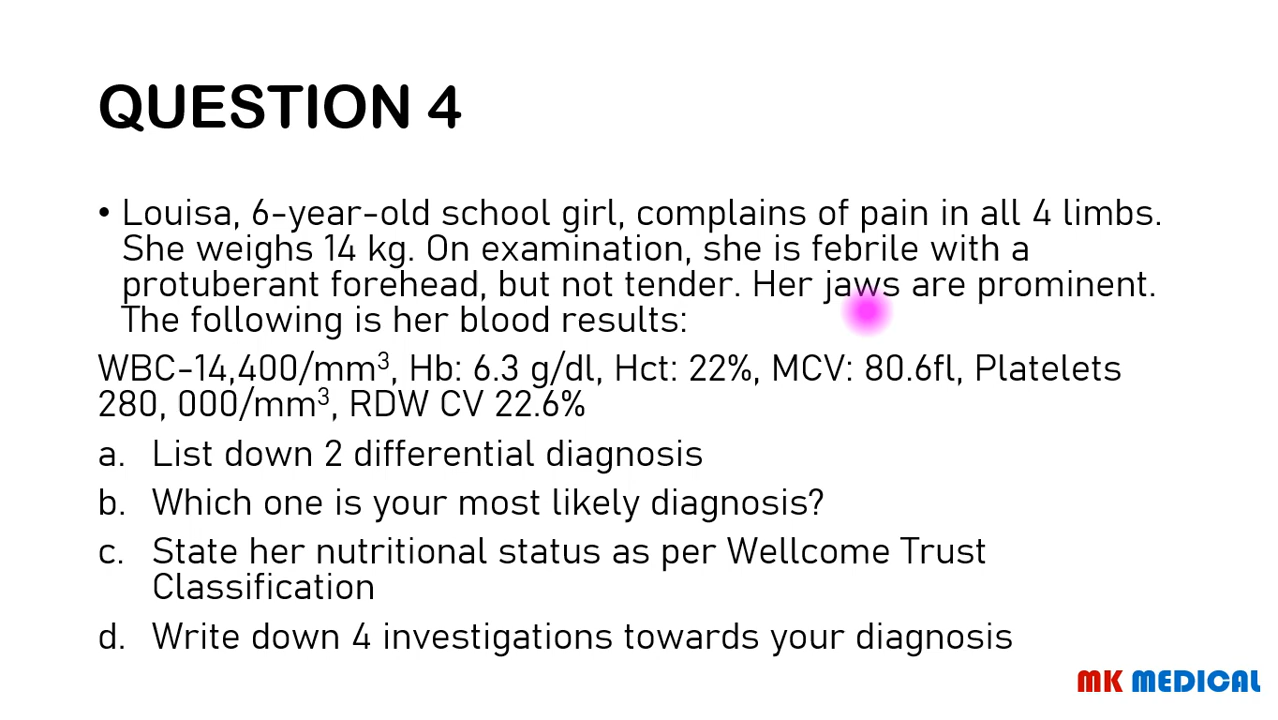 QUESTION 4
• Louisa, 6-year-old school girl, complains of pain in all 4 limbs.
She weighs 14 kg. On examination, she is febrile with a
protuberant forehead, but not tender. Her jaws are prominent.
The following is her blood results:
WBC-14,400/mm³, Hb: 6.3 g/dl, Hct: 22%, MCV: 80.6fl, Platelets
280, 000/mm³, RDW CV 22.6%
a. List down 2 differential diagnosis
b. Which one is your most likely diagnosis?
c. State her nutritional status as per Wellcome Trust
Classification
d. Write down 4 investigations towards your diagnosis
MK MEDICAL